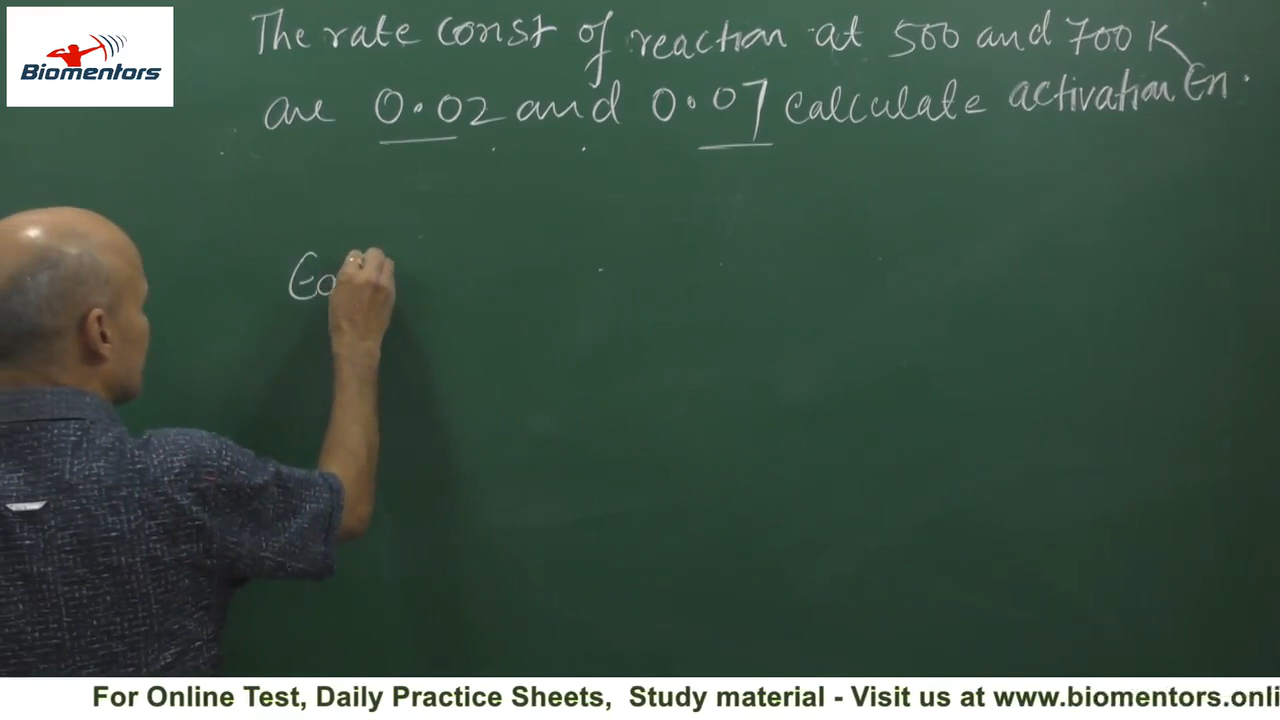 Biomentors
The rate const of reaction at 500 and 700 K
are 0.02 and 0.07 calculate activation En.
Ea
For Online Test, Daily Practice Sheets, Study material - Visit us at www.biomentors.onli